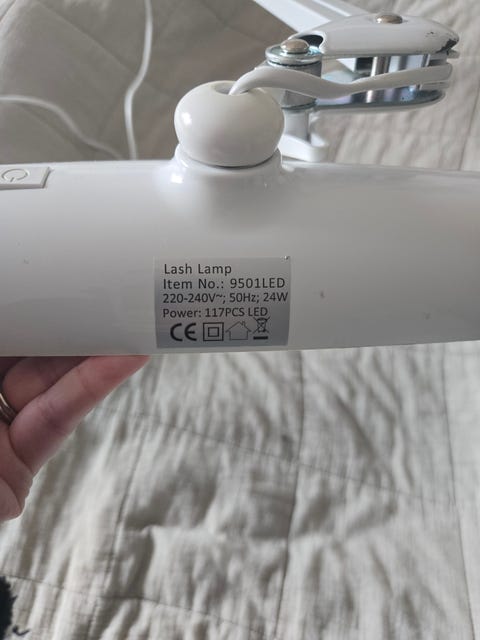 Lash Lamp
Item No.: 9501LED
220-240V~; 50Hz; 24W
Power: 117PCS LED
CE